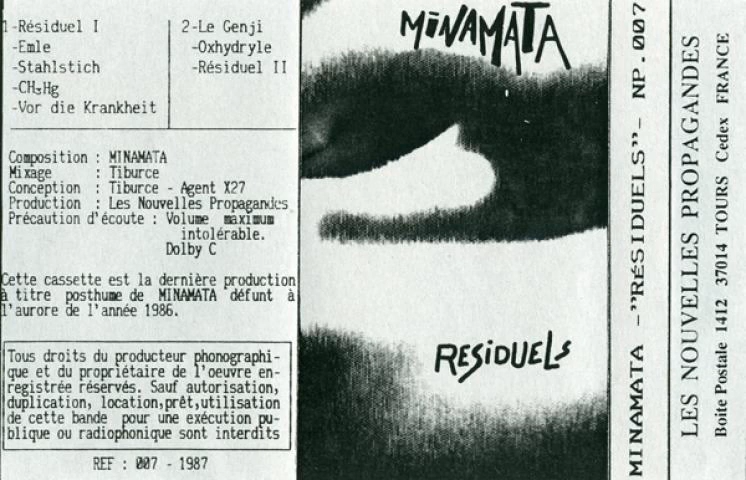 1-Résiduel I
-Emle
-Stahlstich
-CH₃Hg
-Vor die Krankheit
2-Le Genji
-Oxhydryle
-Résiduel II
Composition : MINAMATA
Mixage : Tiburce
Conception : Tiburce - Agent X27
Production : Les Nouvelles Propagandes
Précaution d'écoute : Volume maximum
intolérable.
Dolby C
Cette cassette est la dernière production
à titre posthume de MINAMATA défunt à
l'aurore de l'année 1986.
Tous droits du producteur phonographi-
que et du propriétaire de l'oeuvre en-
registrée réservés. Sauf autorisation,
duplication, location,prêt,utilisation
de cette bande pour une exécution pu-
blique ou radiophonique sont interdits
REF : 007 - 1987
MiNAMATA
RESiDUELS
MINAMATA -"RÉSIDUELS"- NP.007
LES NOUVELLES PROPAGANDES
Boite Postale 1412 37014 TOURS Cedex FRANCE